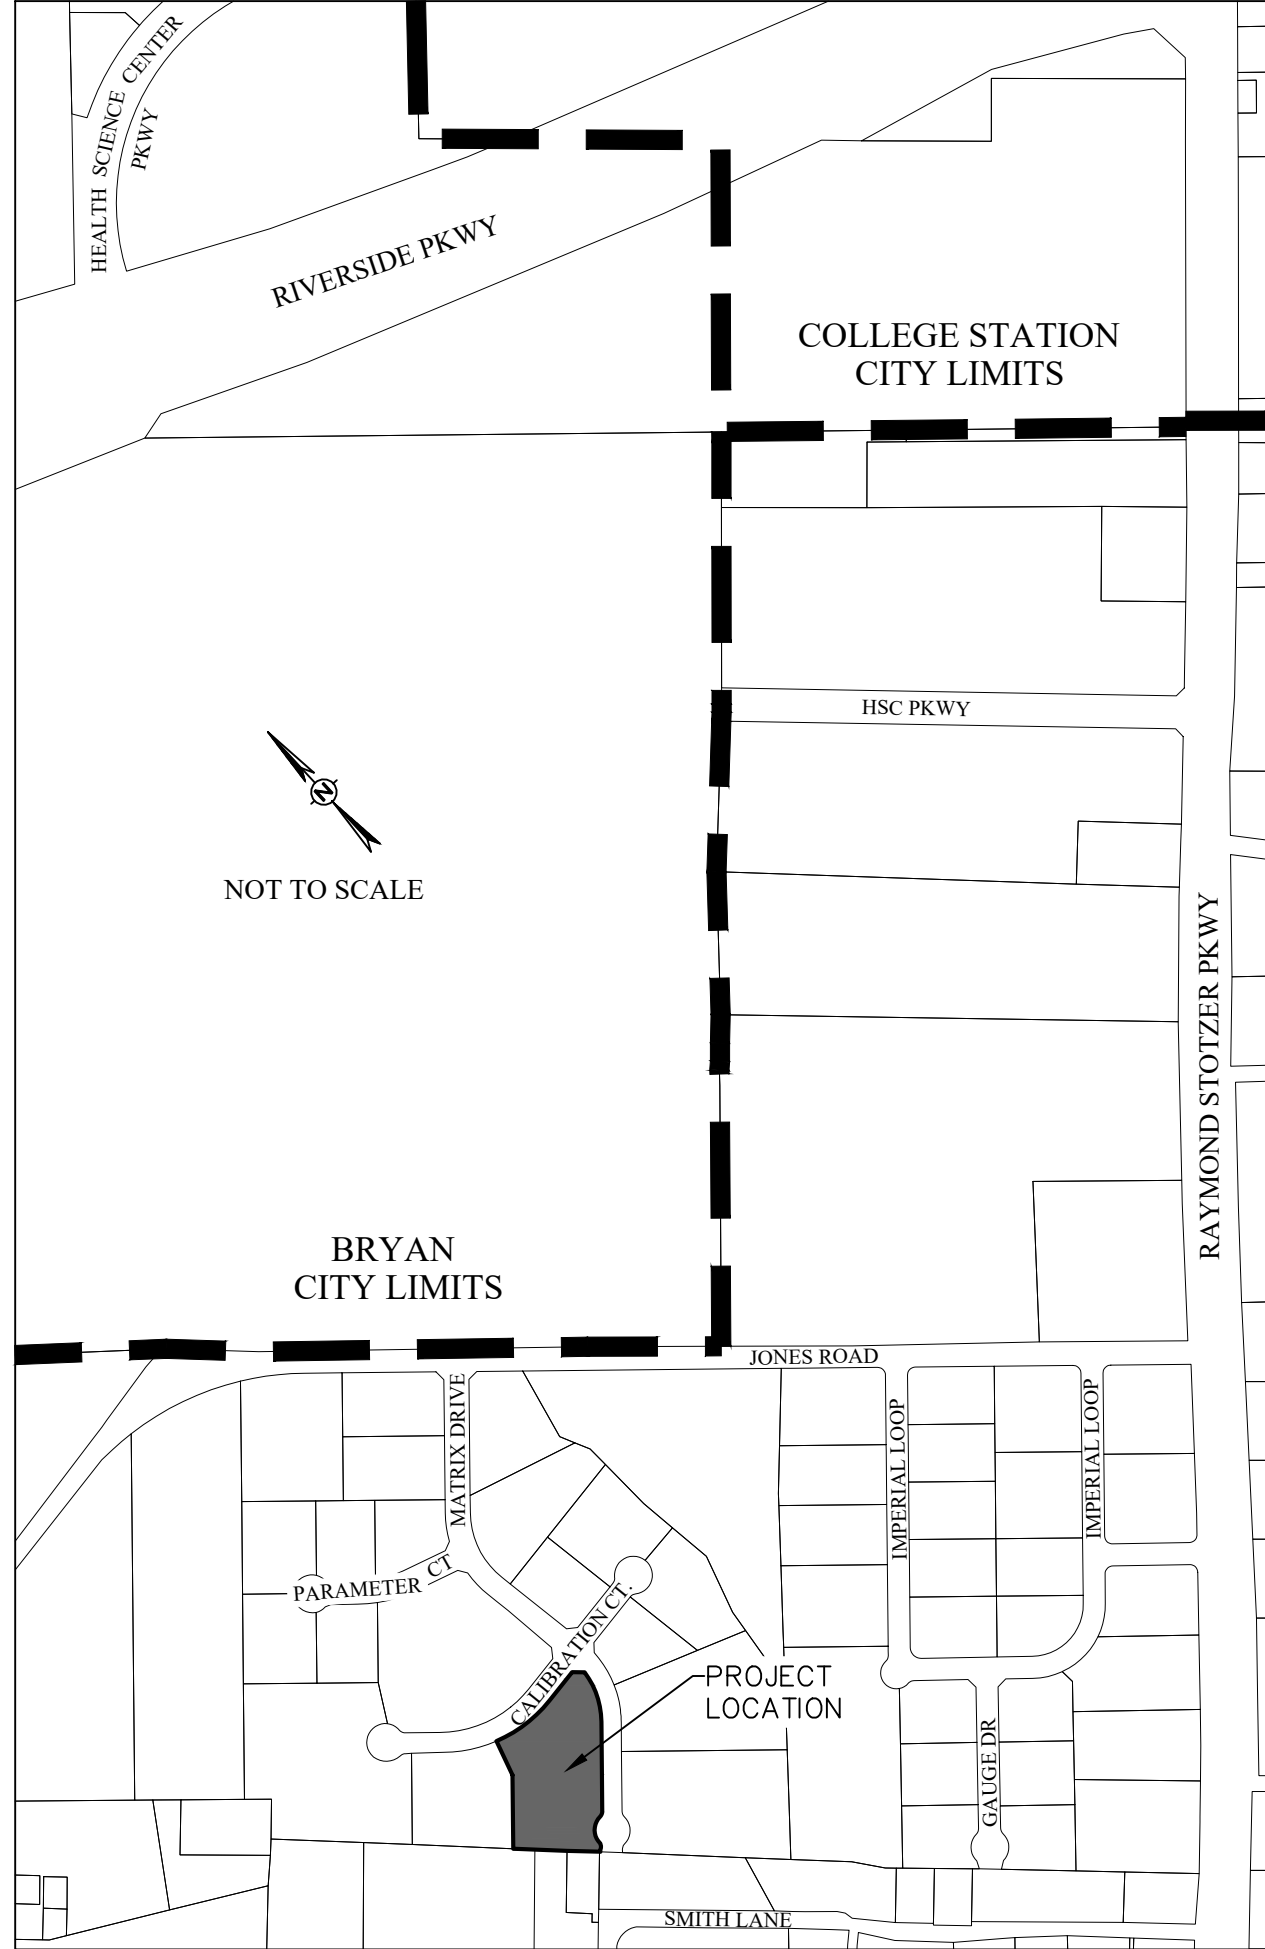 HEALTH SCIENCE CENTER
PKWY
RIVERSIDE PKWY
COLLEGE STATION
CITY LIMITS
HSC PKWY
N
NOT TO SCALE
RAYMOND STOTZER PKWY
BRYAN
CITY LIMITS
JONES ROAD
MATRIX DRIVE
IMPERIAL LOOP
IMPERIAL LOOP
PARAMETER CT
CALIBRATION CT.
PROJECT
LOCATION
GAUGE DR
SMITH LANE